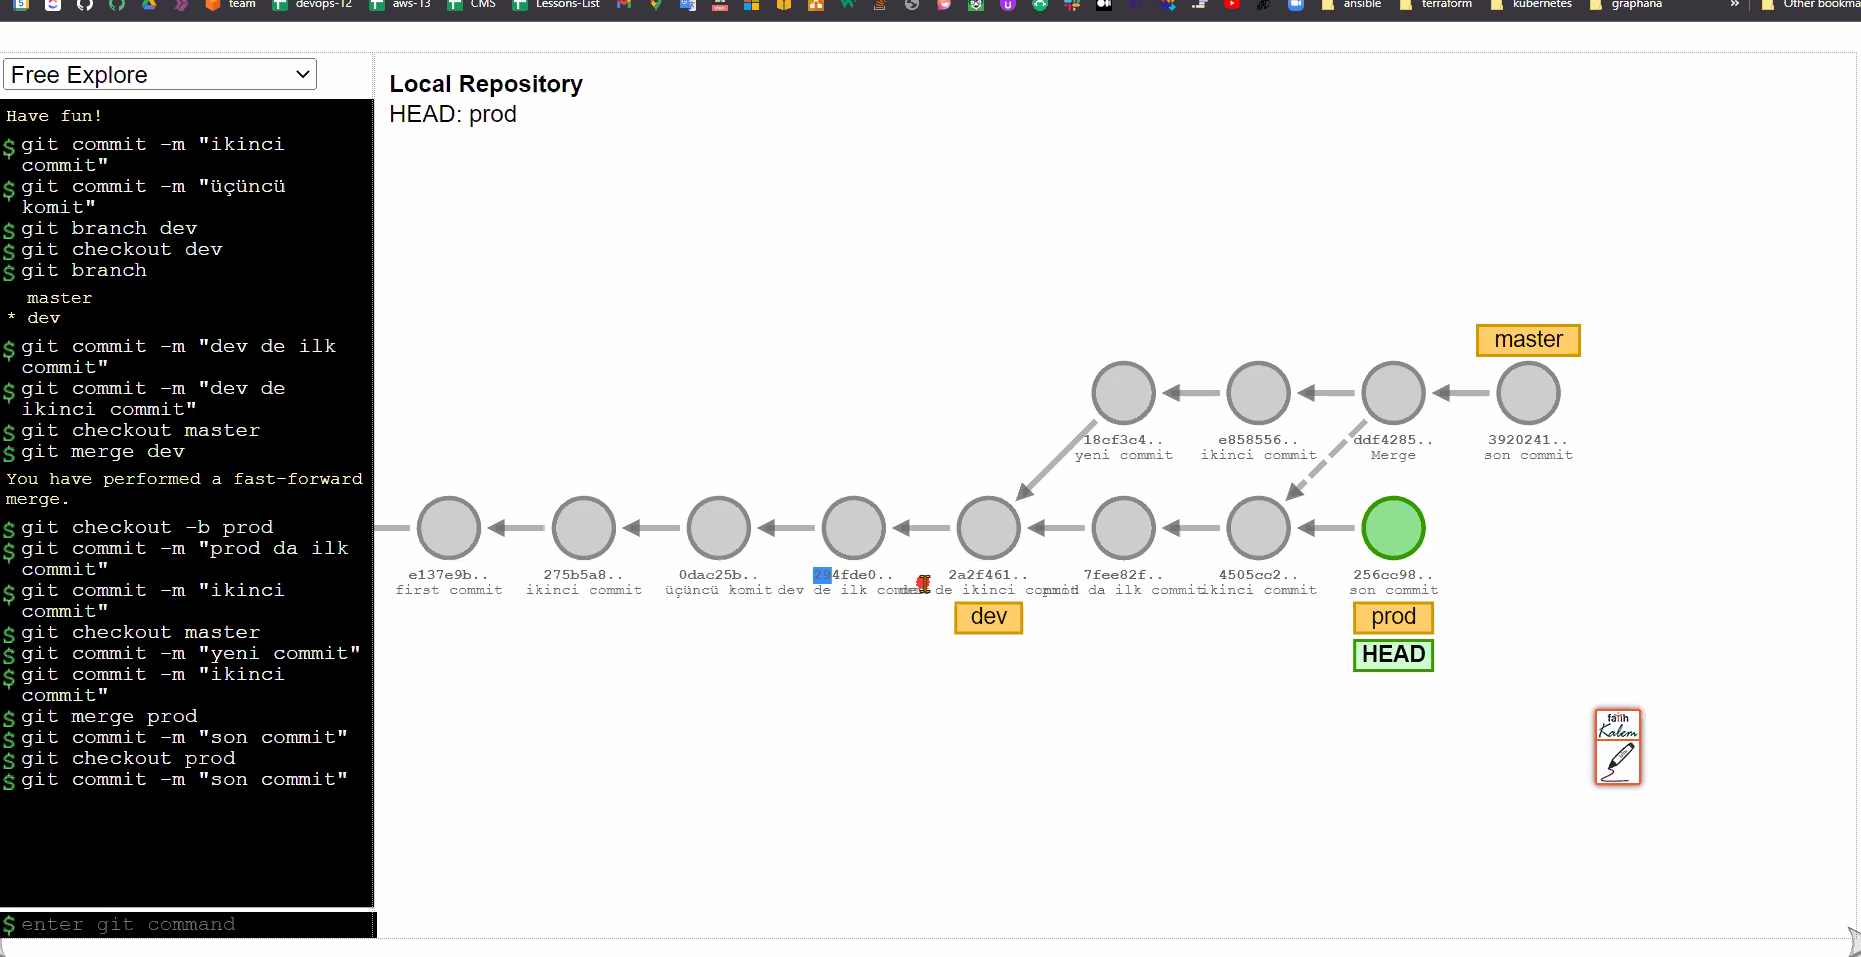 team
devops-12
aws-13
CMS
Lessons-List
ansible
terraform
kubernetes
graphana
»
Other bookma
Free Explore
Have fun!
$ git commit -m "ikinci
commit"
$ git commit -m "üçüncü
komit"
$ git branch dev
$ git checkout dev
$ git branch
master
* dev
$ git commit -m "dev de ilk
commit"
$ git commit -m "dev de
ikinci commit"
$ git checkout master
$ git merge dev
You have performed a fast-forward
merge.
$ git checkout -b prod
$ git commit -m "prod da ilk
commit"
$ git commit -m "ikinci
commit"
$ git checkout master
$ git commit -m "yeni commit"
$ git commit -m "ikinci
commit"
$ git merge prod
$ git commit -m "son commit"
$ git checkout prod
$ git commit -m "son commit"
$ enter git command
Local Repository
HEAD: prod
master
18cf3c4..
yeni commit
e858556..
ikinci commit
ddf4285..
Merge
3920241..
son commit
e137e9b..
first commit
275b5a8..
ikinci commit
0dac25b..
üçüncü komit
294fde0..
dev de ilk
2a2f461..
de ikinci
7fee82f..
da ilk
4505cc2..
ikinci commit
256cc98..
son commit
dev
prod
HEAD
fatih
Kalem